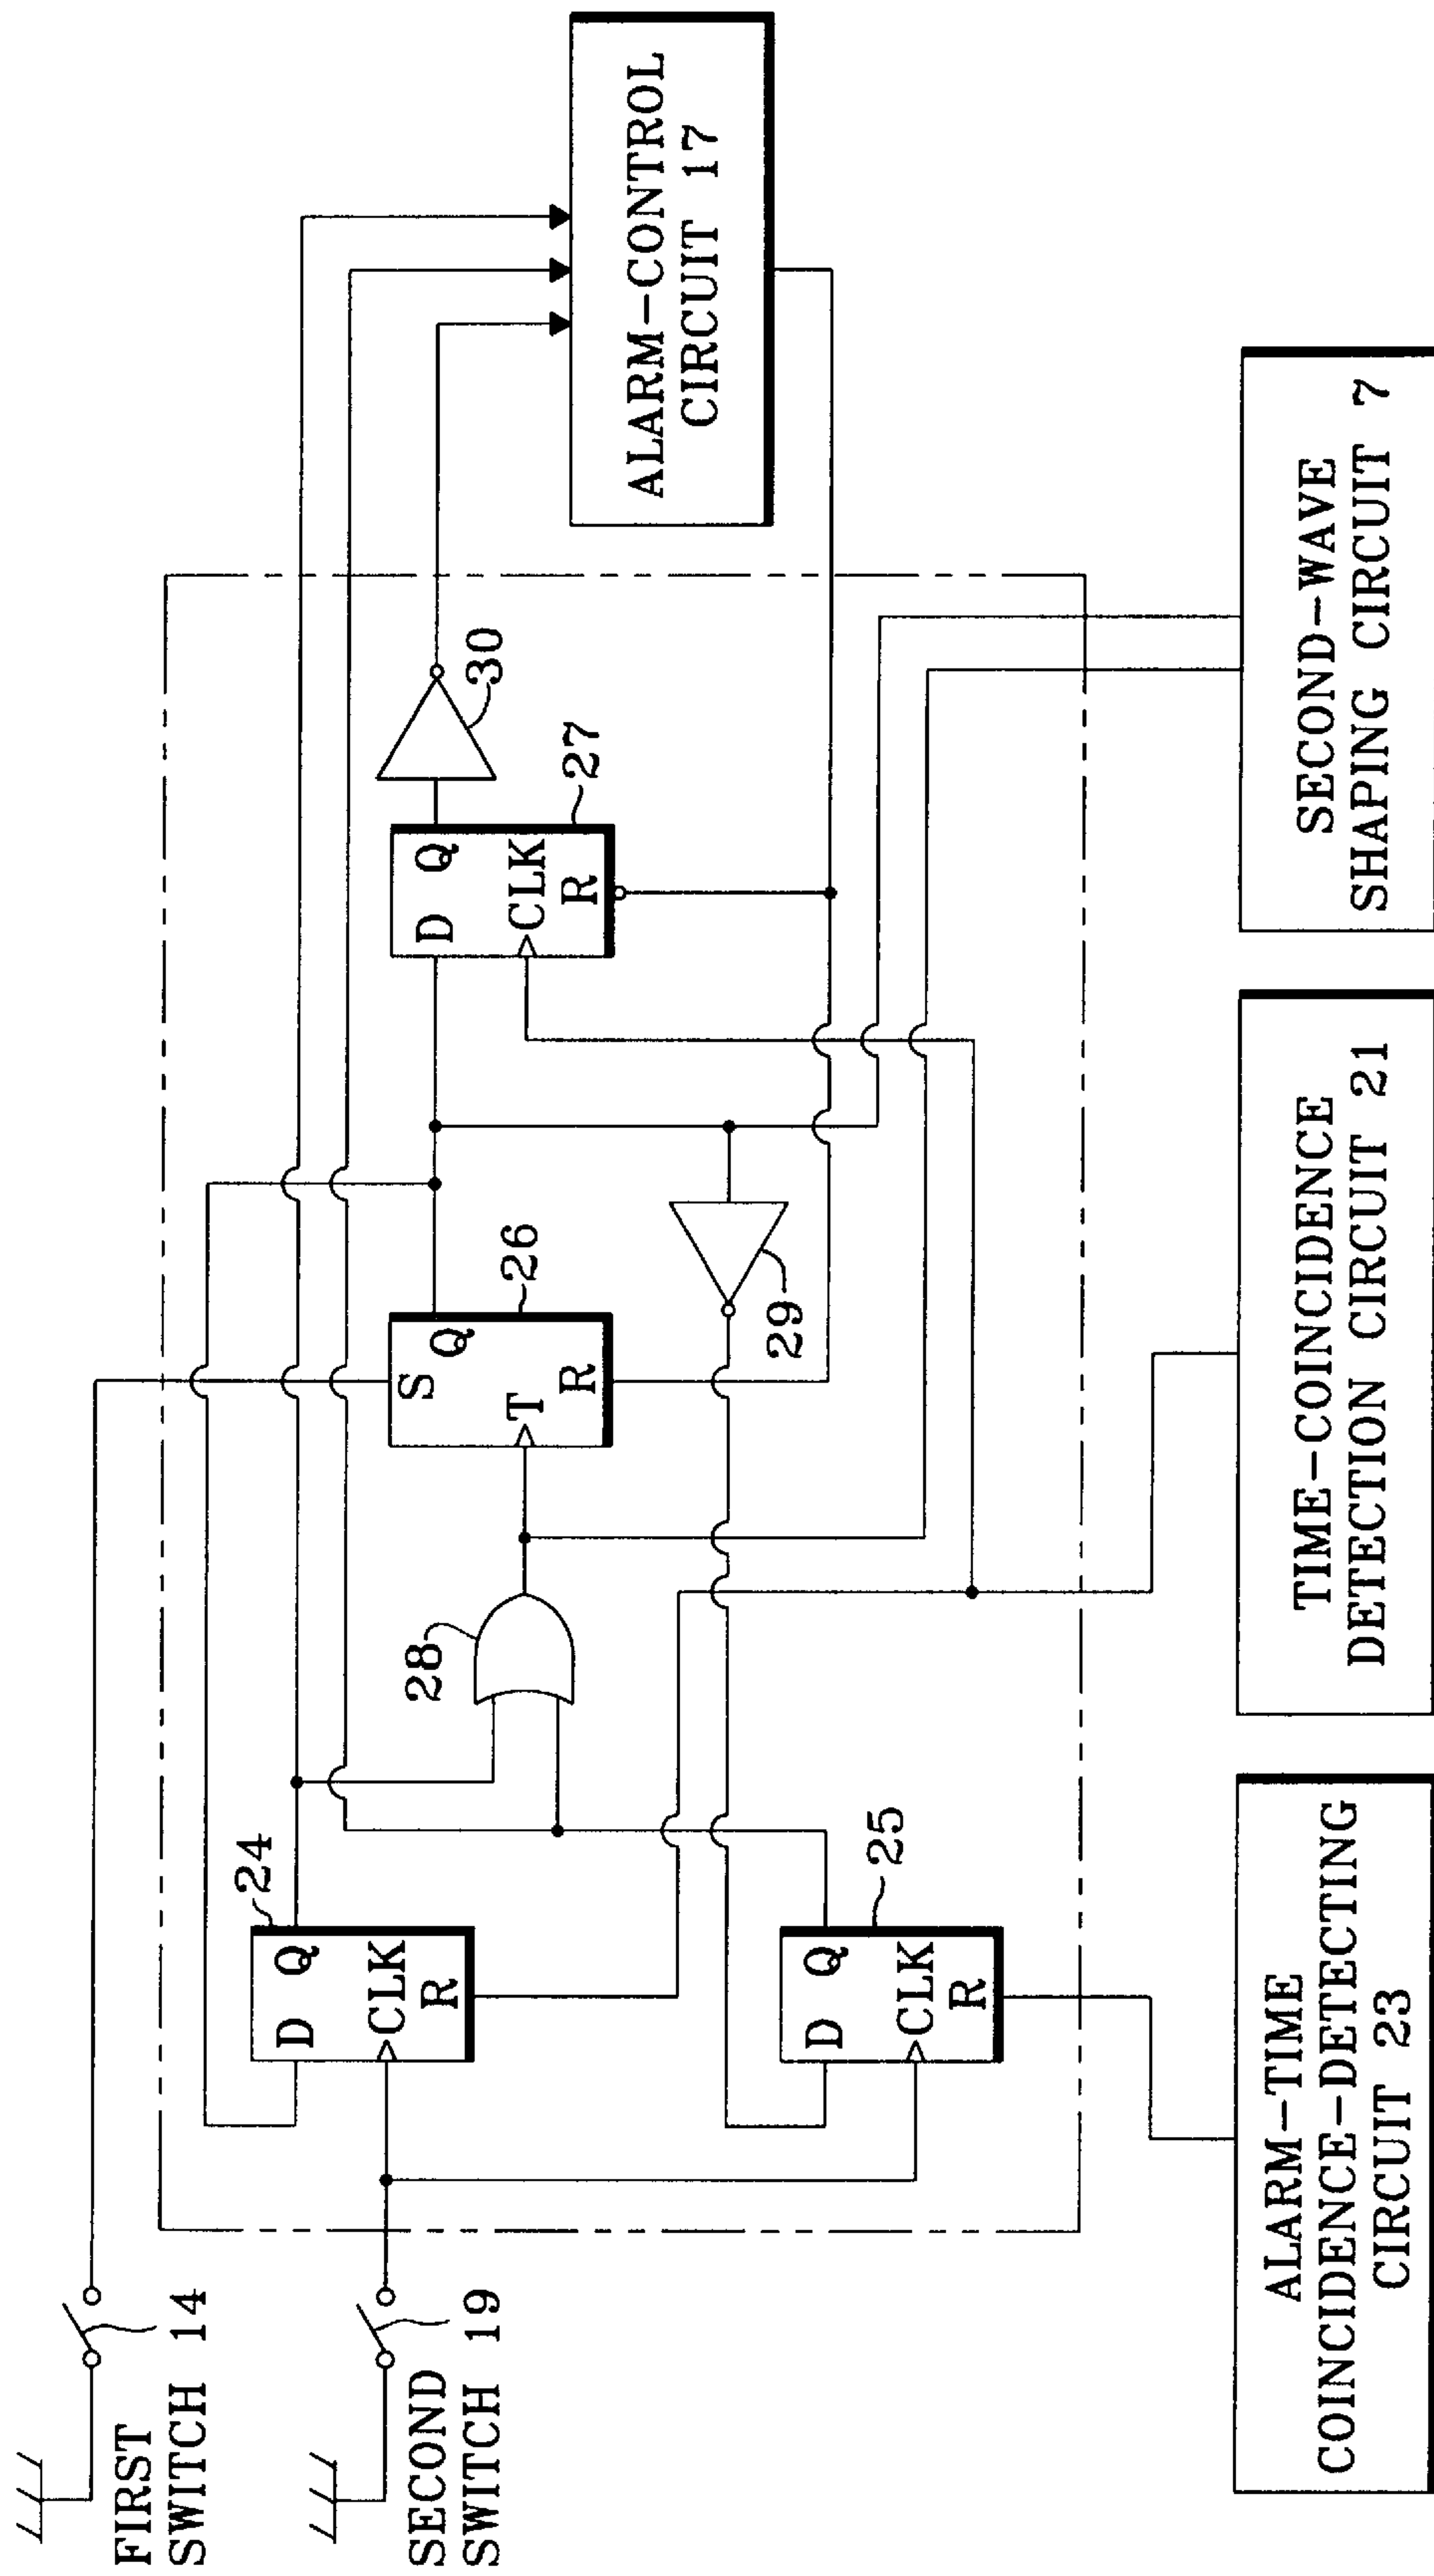 FIRST
SWITCH 14
SECOND
SWITCH 19
24
D Q
CLK
R
25
D Q
CLK
R
28
26
S
Q
T
R
29
27
D Q
CLK
R
30
ALARM-CONTROL
CIRCUIT 17
ALARM-TIME
COINCIDENCE-DETECTING
CIRCUIT 23
TIME-COINCIDENCE
DETECTION CIRCUIT 21
SECOND-WAVE
SHAPING CIRCUIT 7